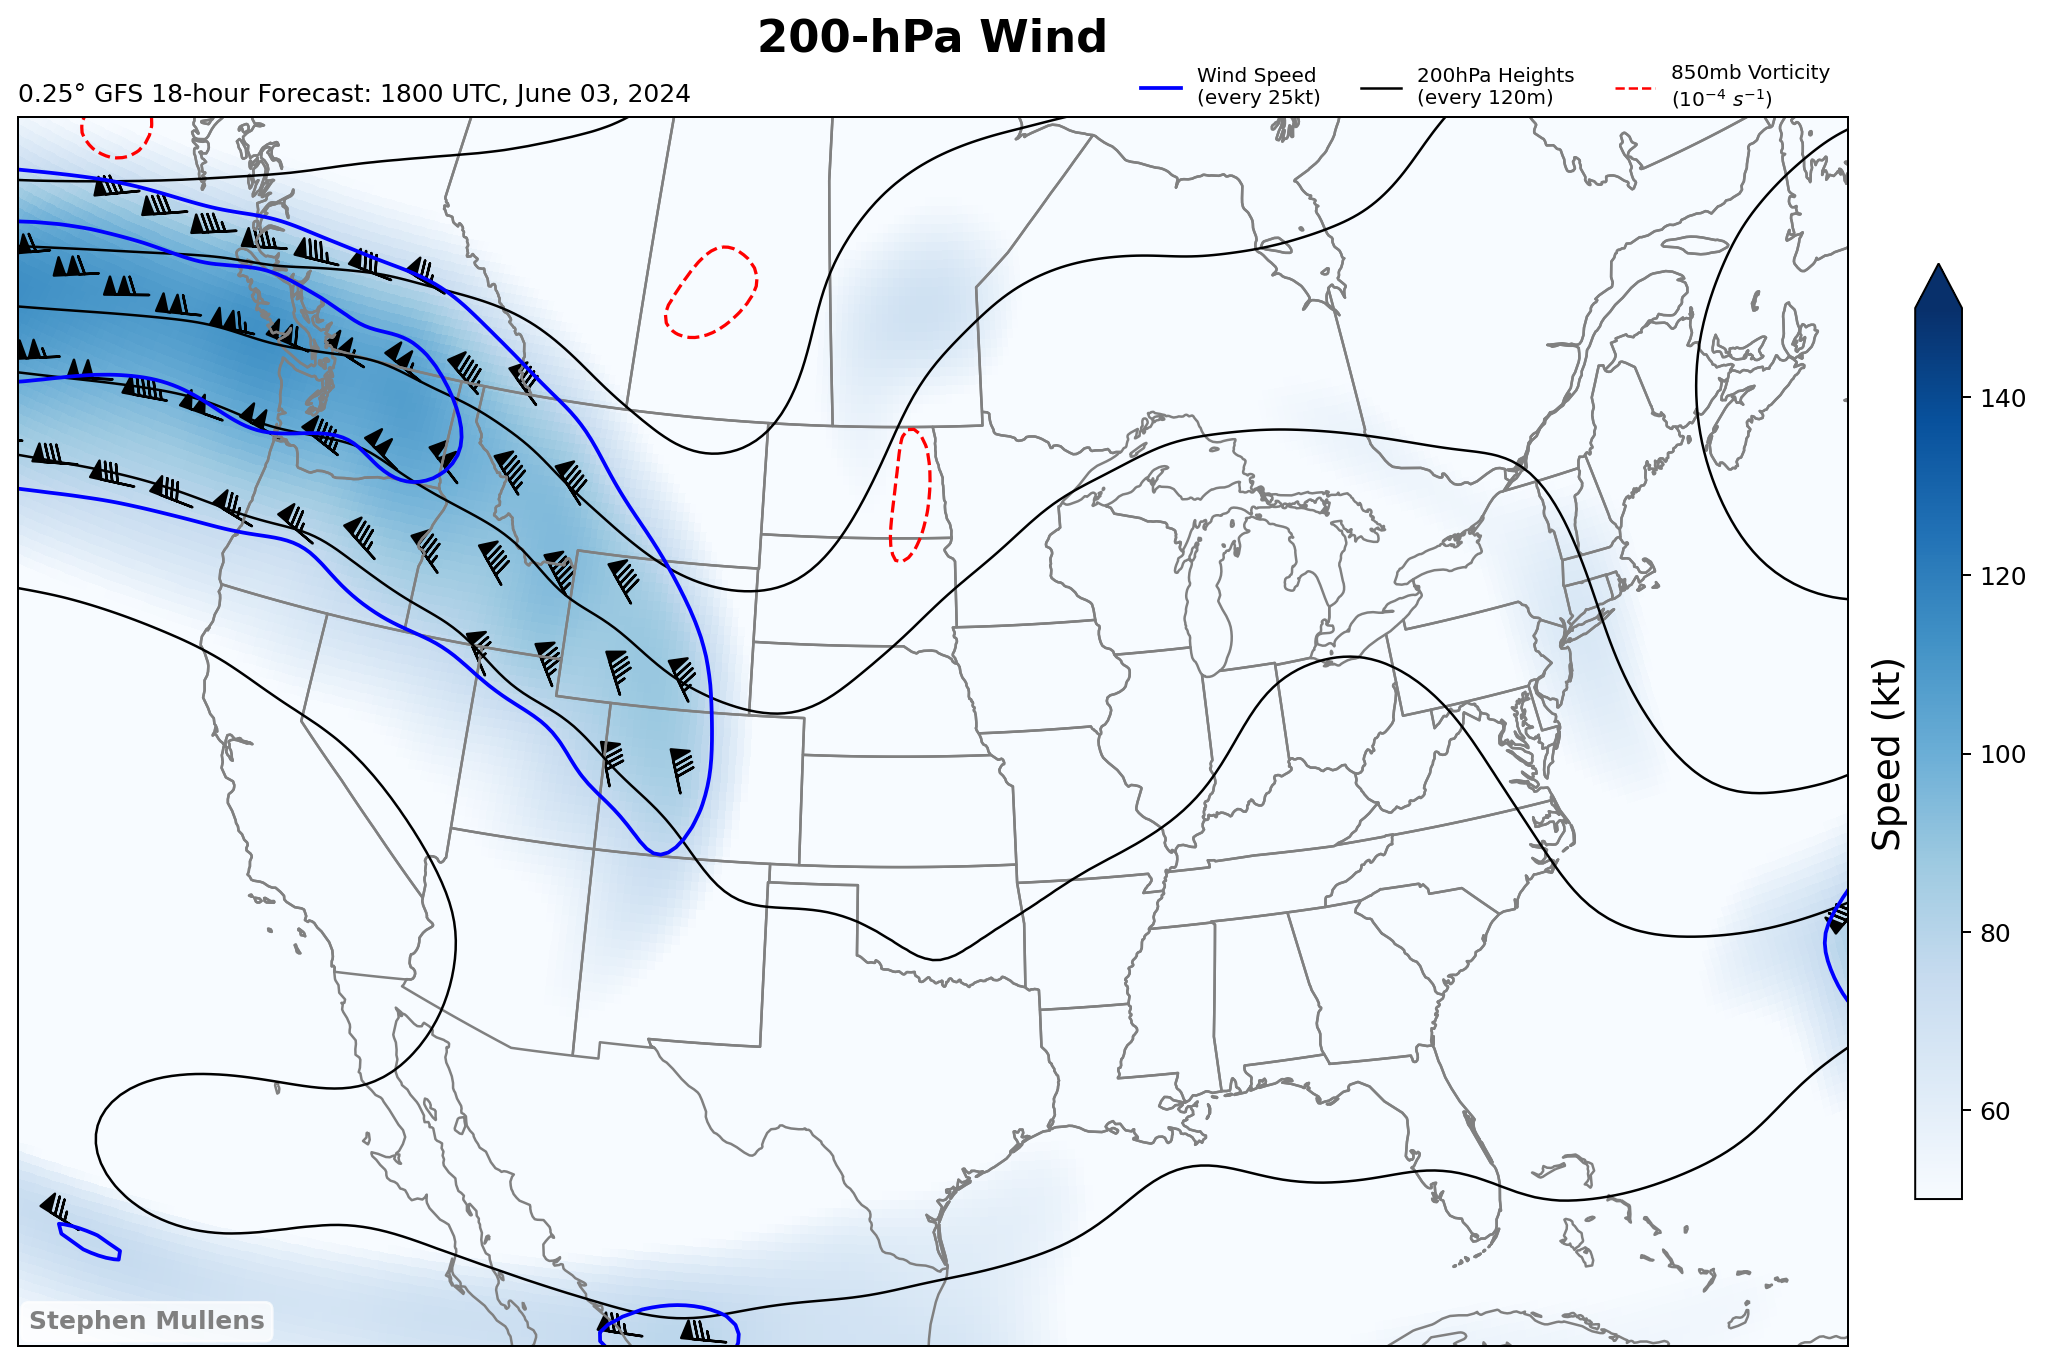 200-hPa Wind
0.25° GFS 18-hour Forecast: 1800 UTC, June 03, 2024
Wind Speed
(every 25kt)
200hPa Heights
(every 120m)
850mb Vorticity
(10⁻⁴ s⁻¹)
140
120
100
80
60
Speed (kt)
Stephen Mullens